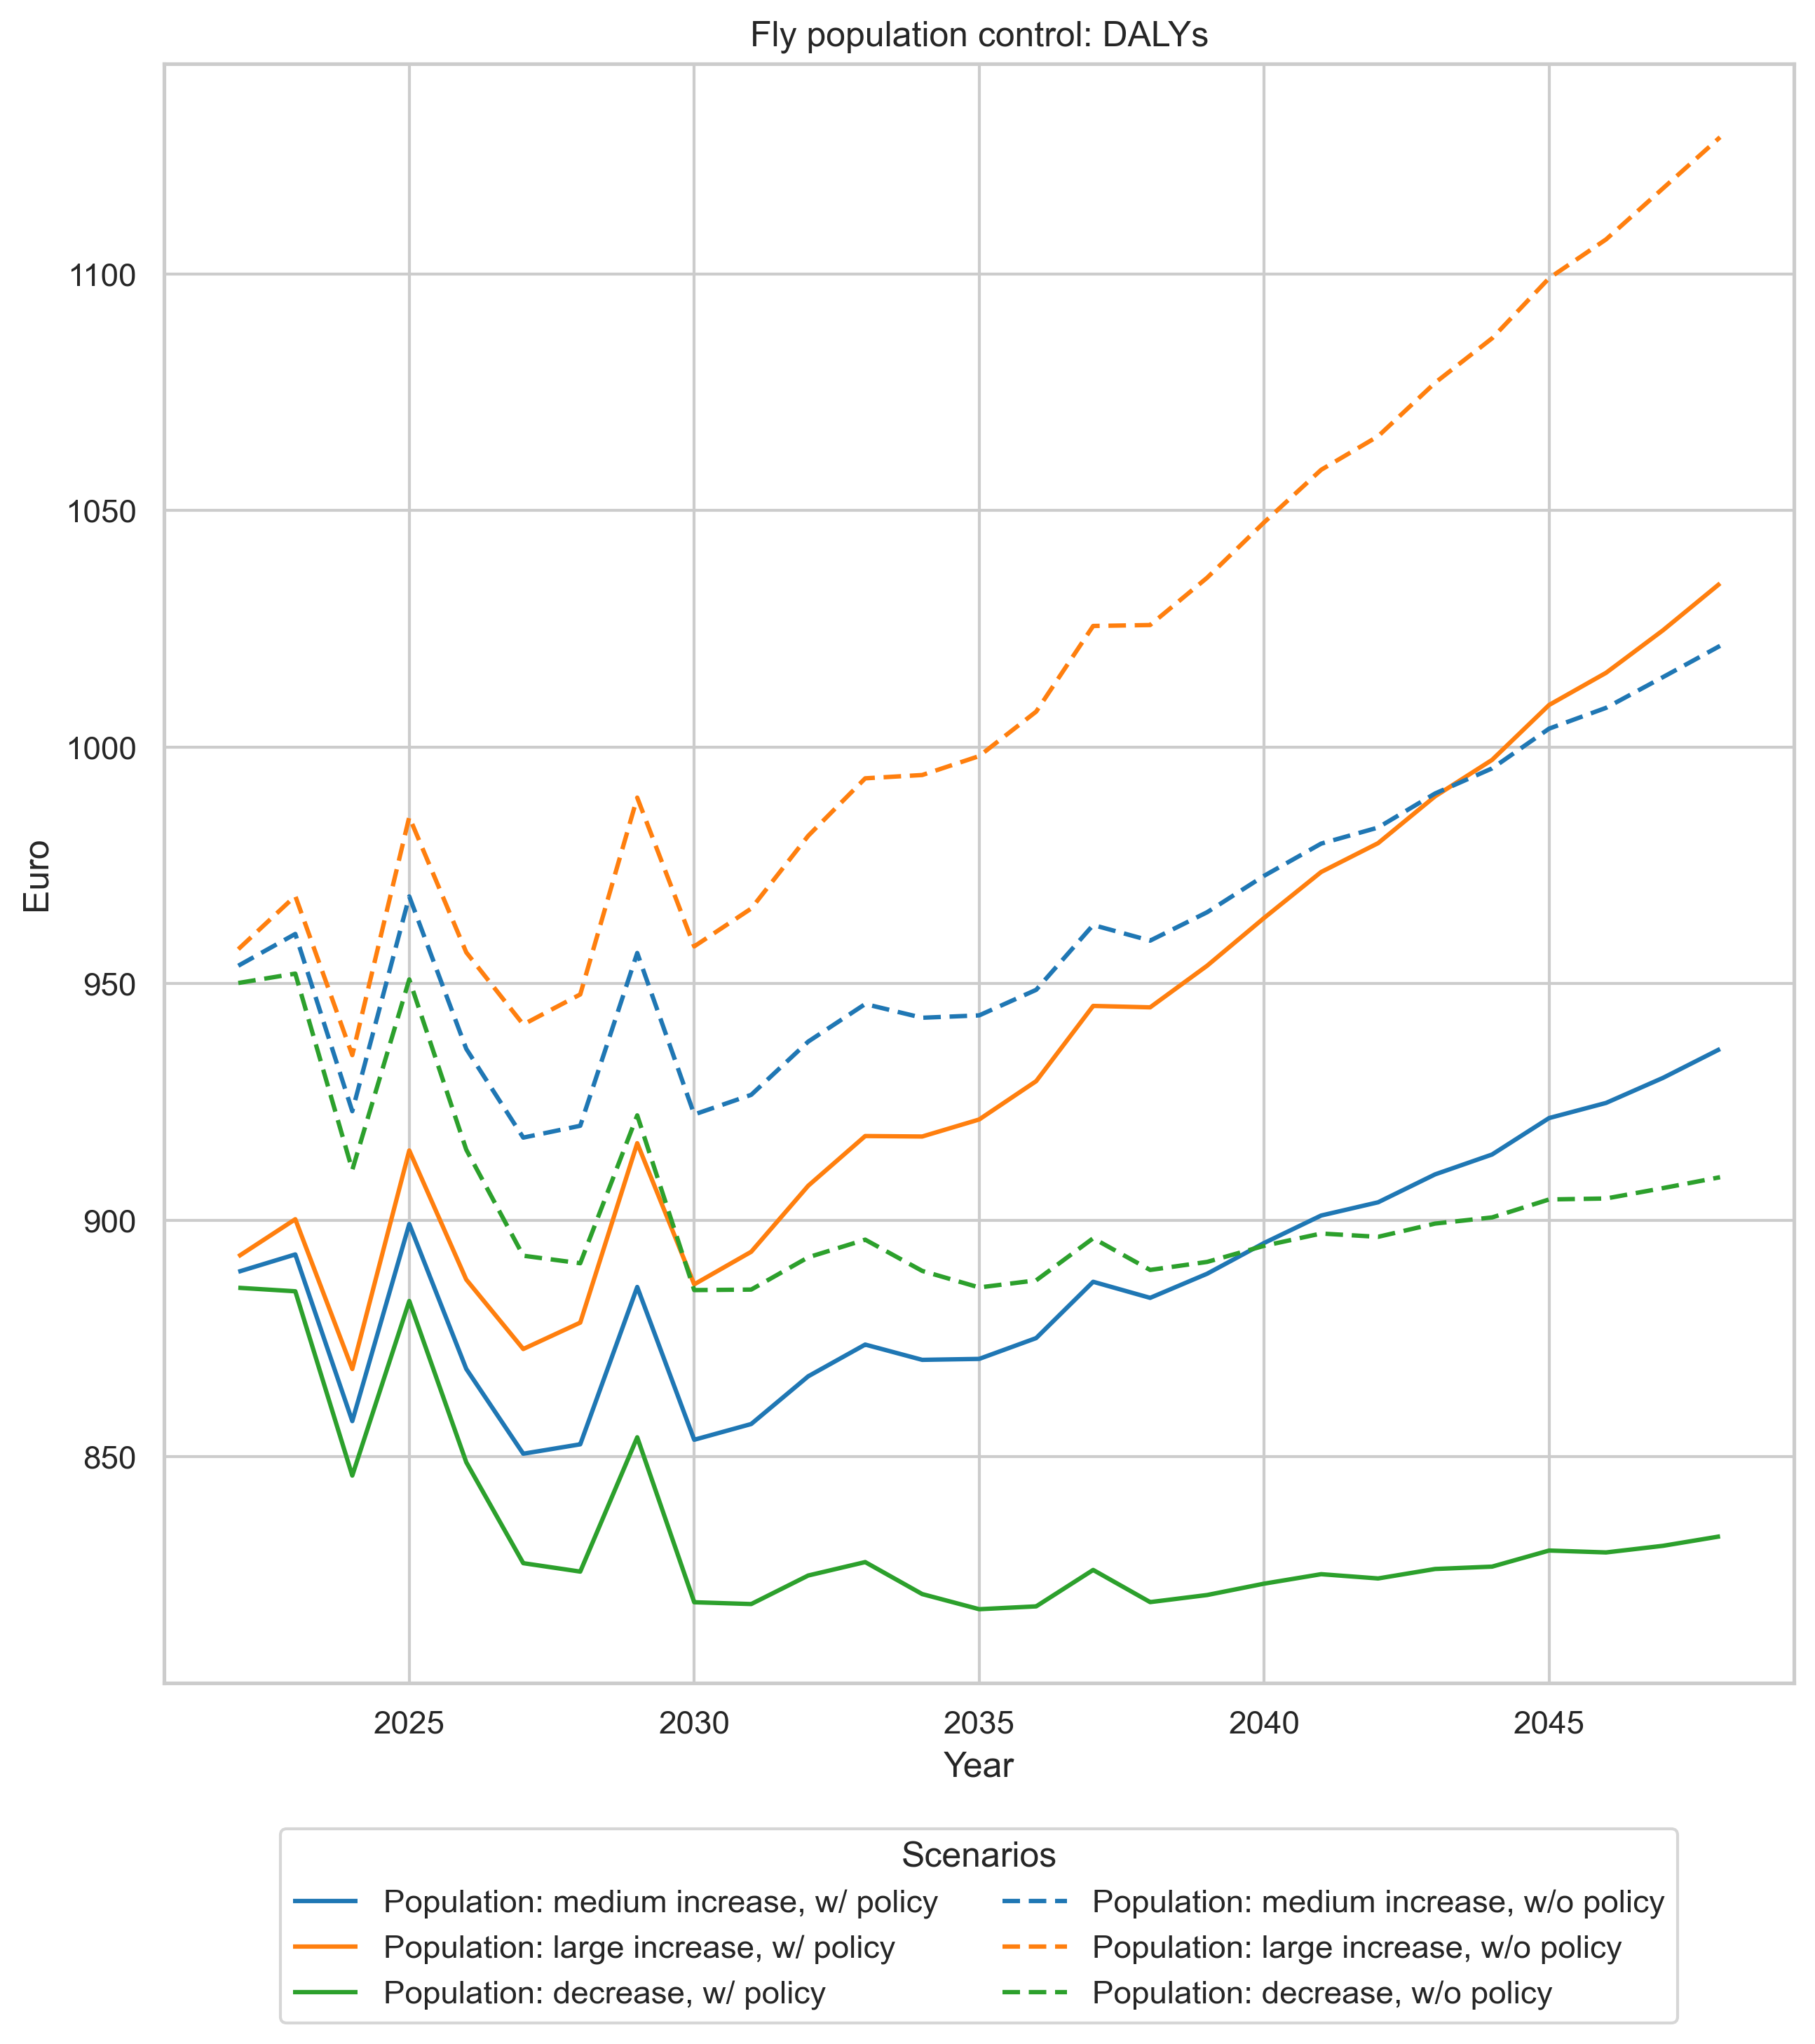 Fly population control: DALYs
1100
1050
1000
950
900
850
Euro
2025 2030 2035 2040 2045
Year
Scenarios
Population: medium increase, w/ policy
Population: large increase, w/ policy
Population: decrease, w/ policy
Population: medium increase, w/o policy
Population: large increase, w/o policy
Population: decrease, w/o policy